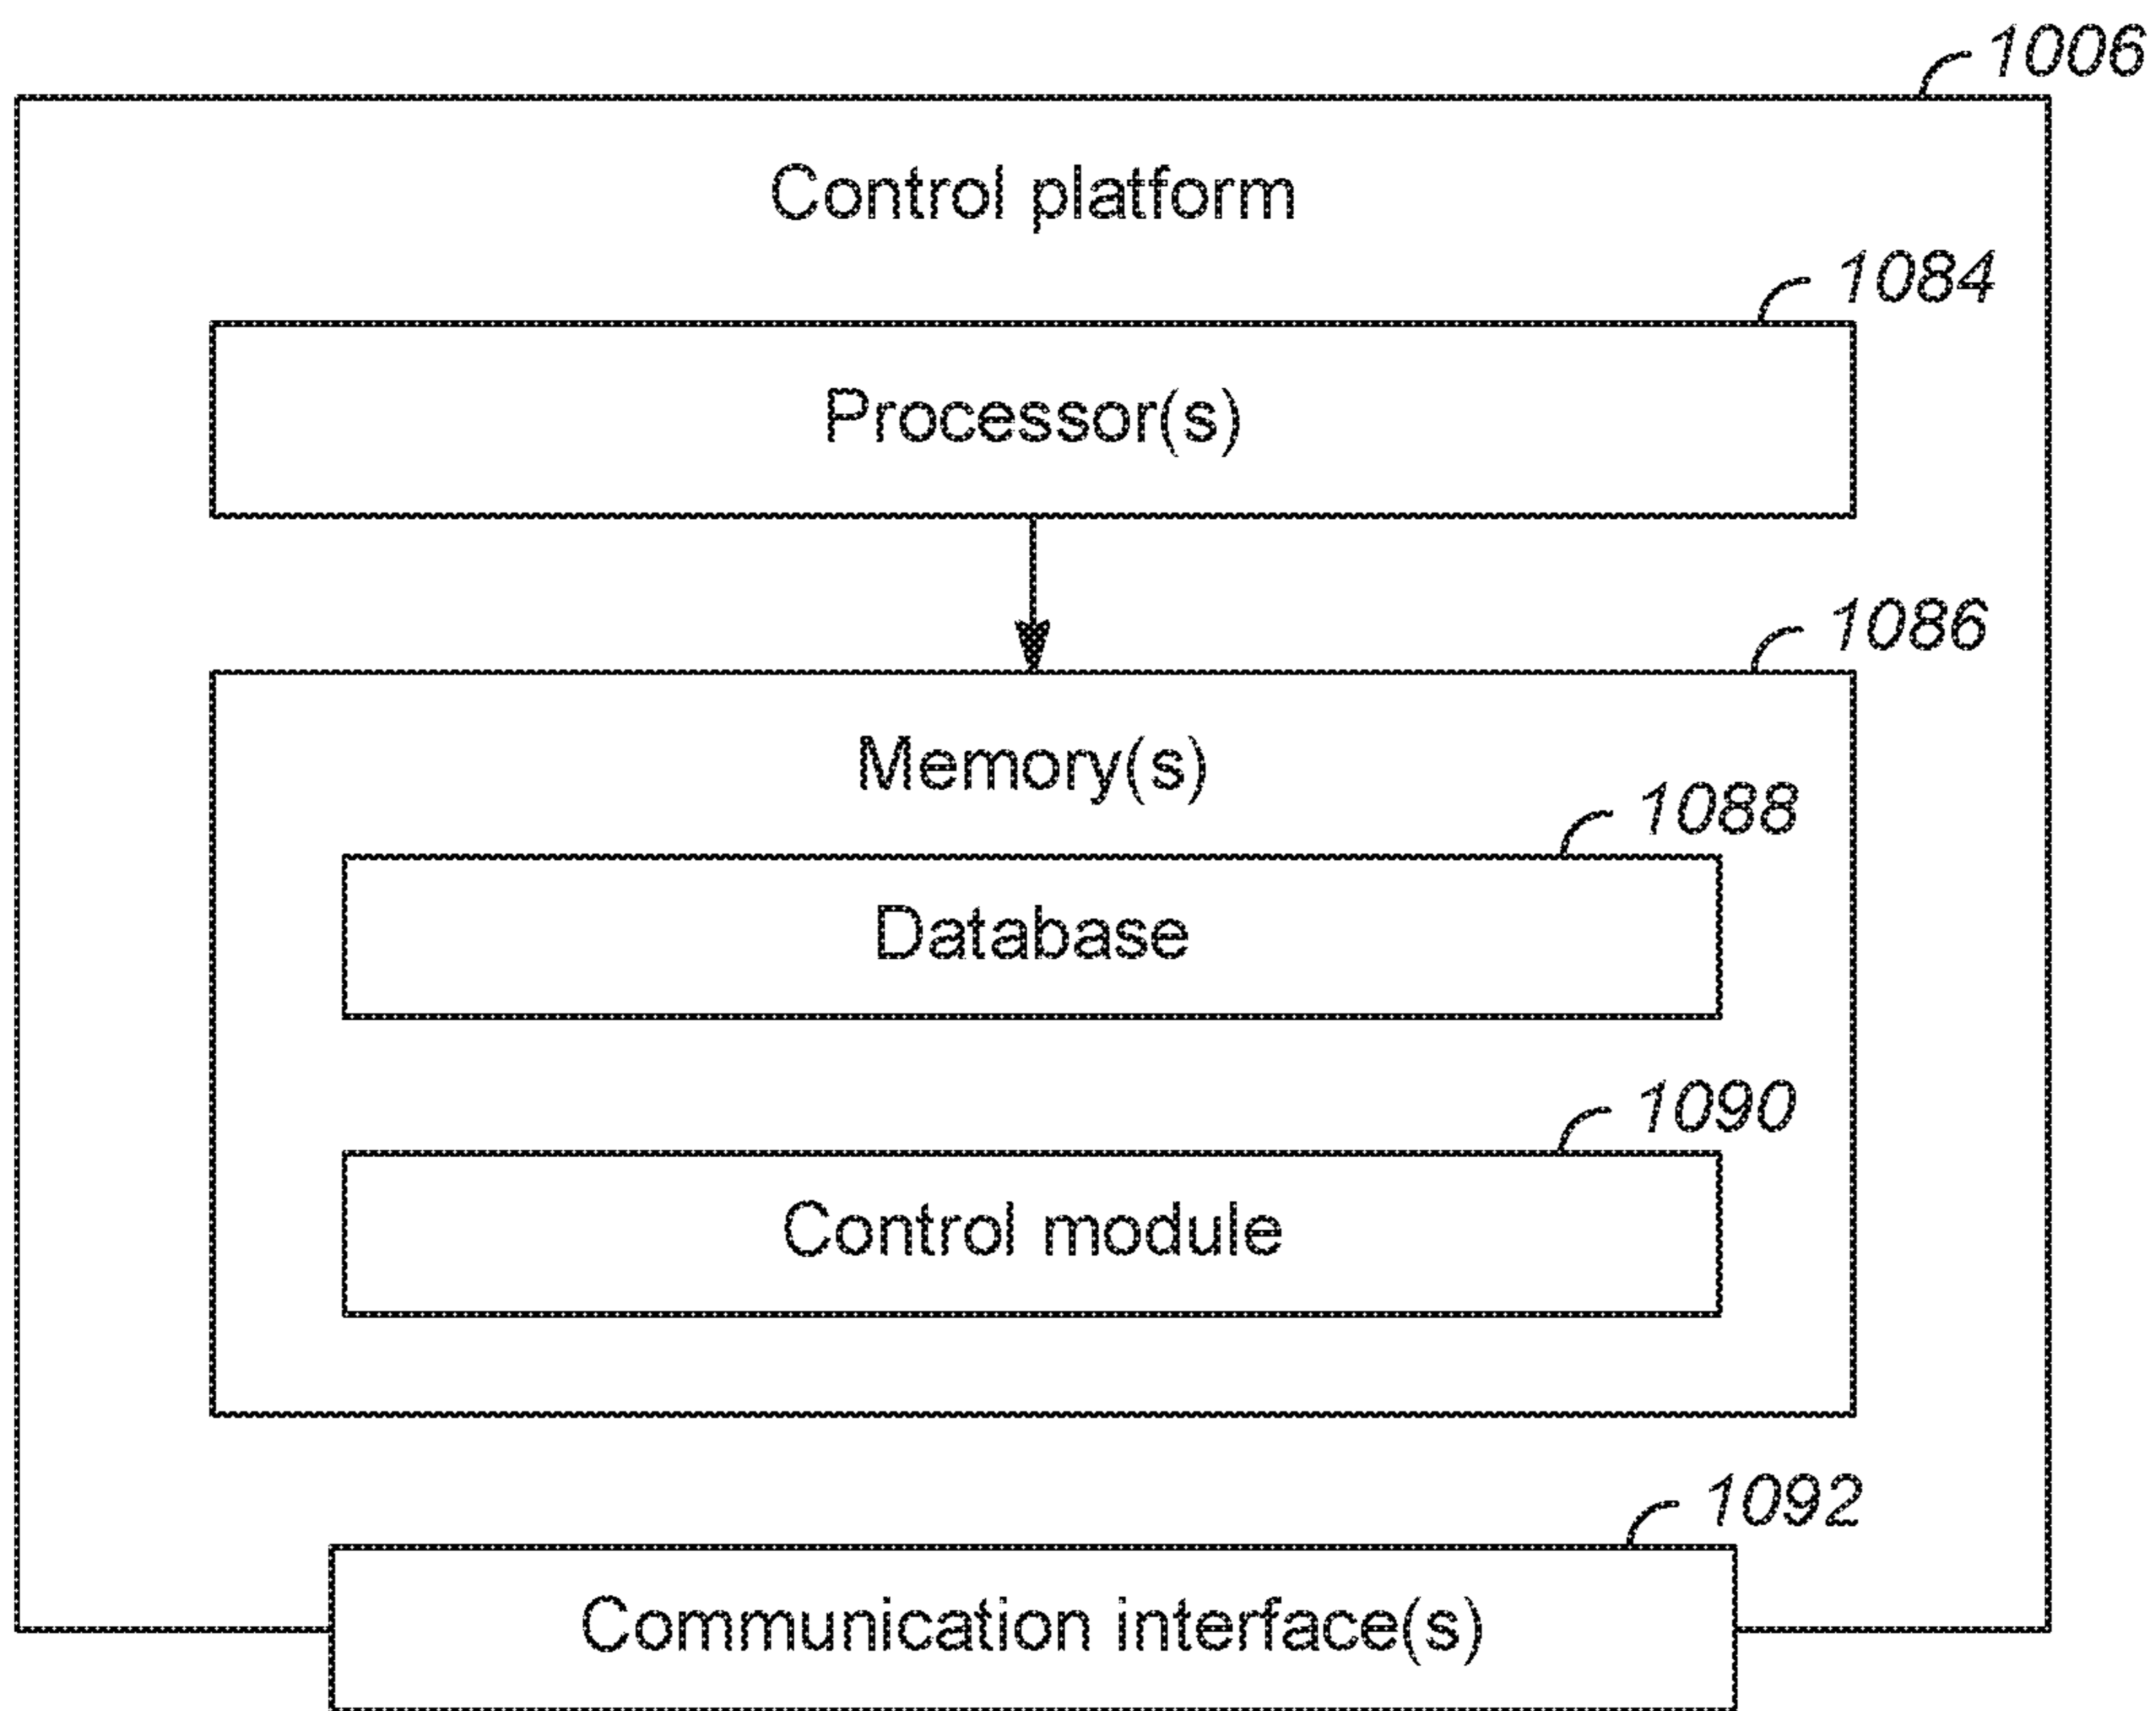 1006
Control platform
1084
Processor(s)
1086
Memory(s)
1088
Database
1090
Control module
1092
Communication interface(s)